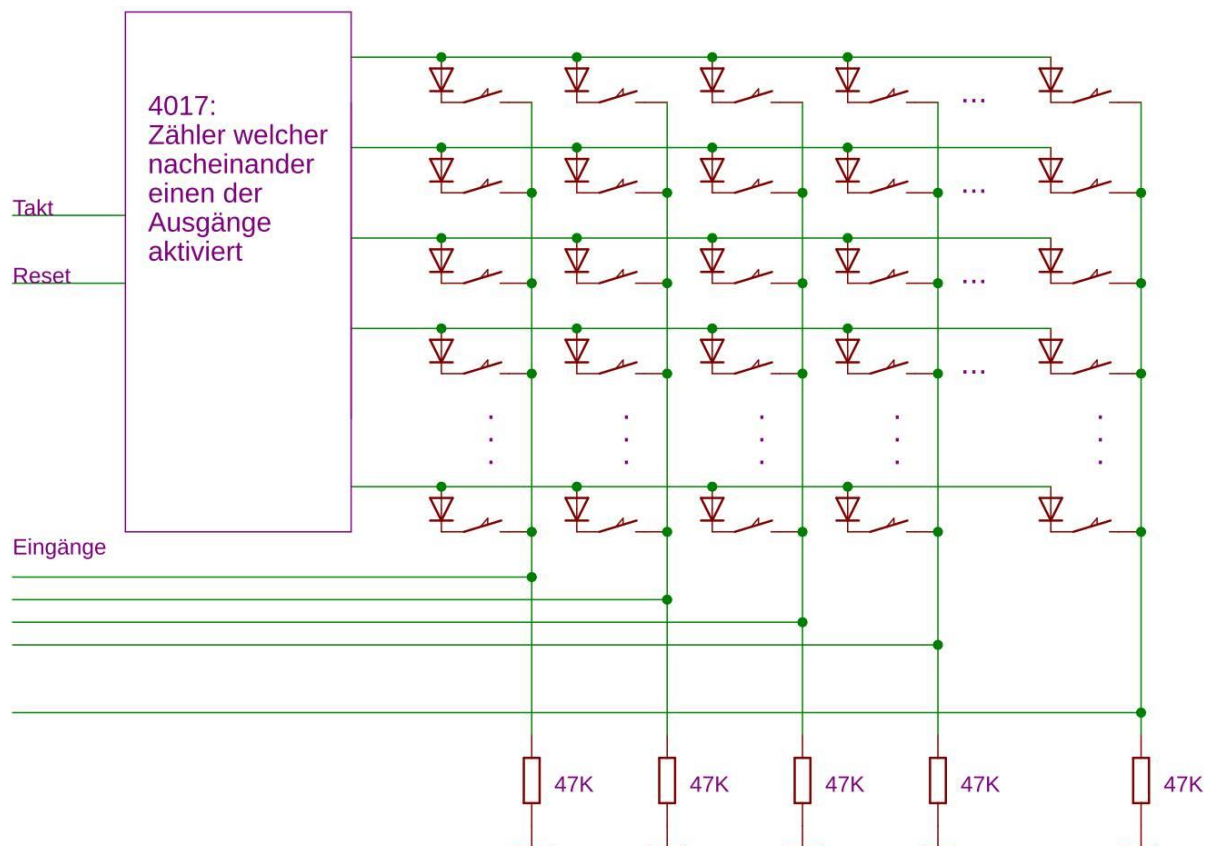 4017:
Zähler welcher
nacheinander
einen der
Ausgänge
aktiviert
Takt
Reset
...
...
...
...
Eingänge
47K
47K
47K
47K
47K